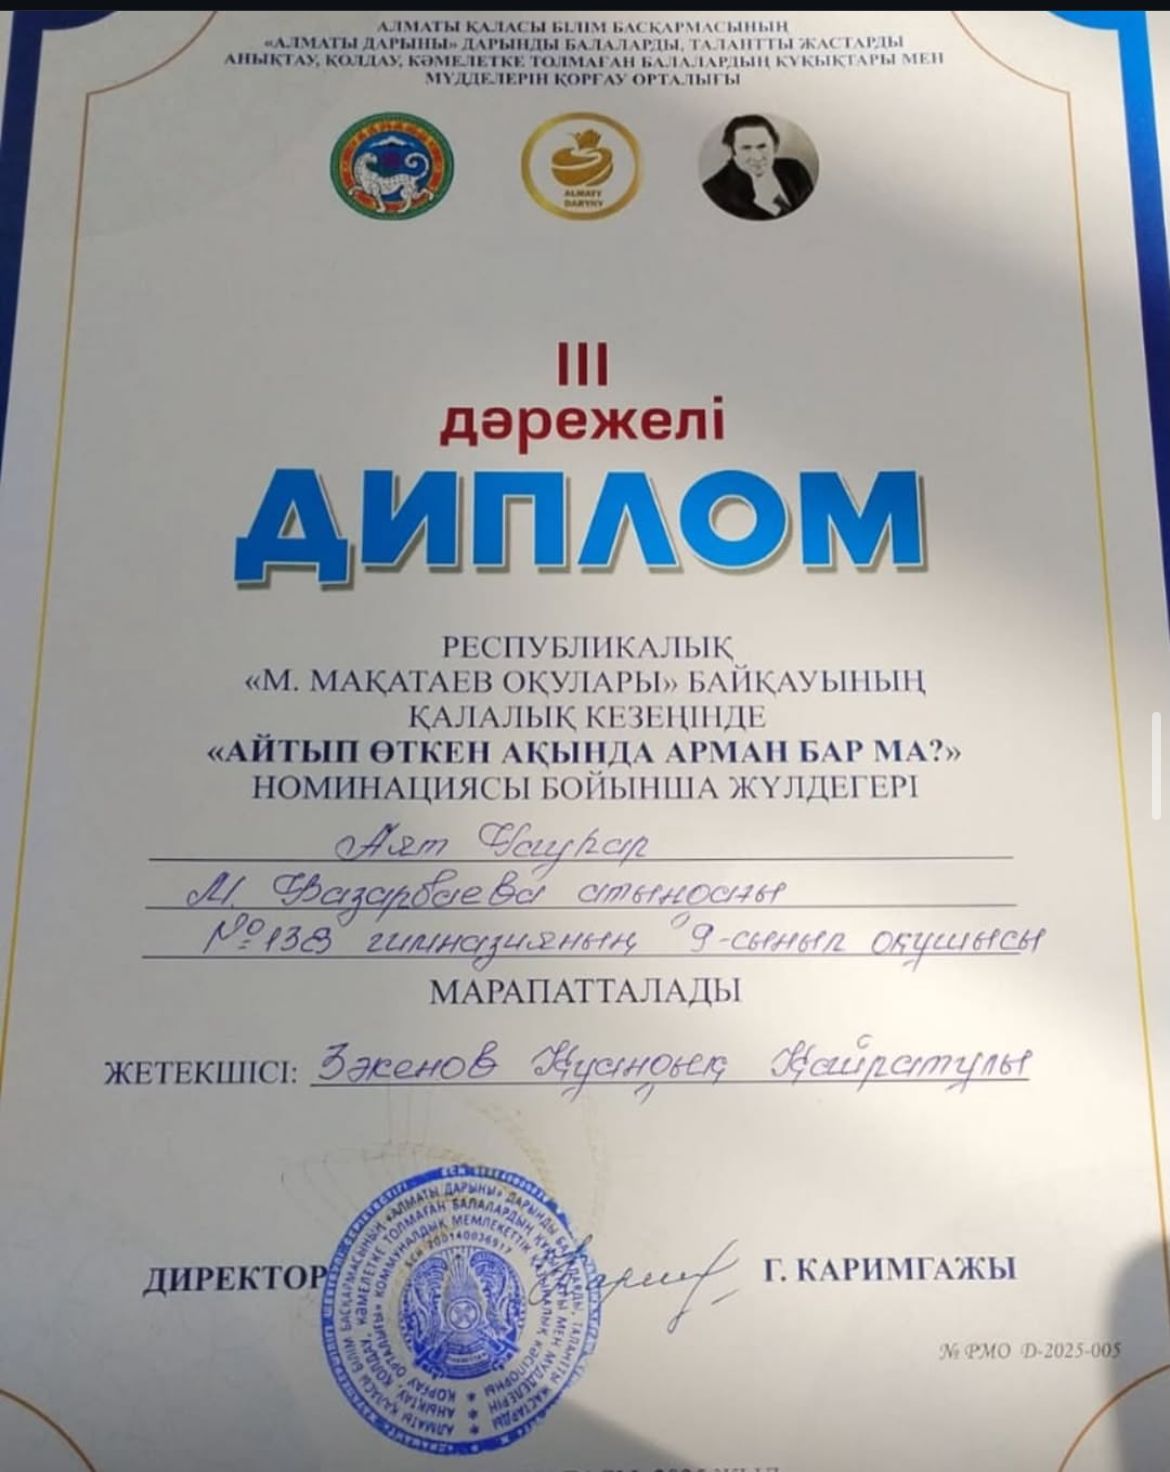 АЛМАТЫ ҚАЛАСЫ БІЛІМ БАСҚАРМАСЫНЫҢ
«АЛМАТЫ ДАРЫНЫ» ДАРЫНДЫ БАЛАЛАРДЫ, ТАЛАНТТЫ ЖАСТАРДЫ
АНЫҚТАУ, ҚОЛДАУ, КӘМЕЛЕТКЕ ТОЛМАҒАН БАЛАЛАРДЫҢ ҚҰҚЫҚТАРЫ МЕН
МҮДДЕЛЕРІН ҚОРҒАУ ОРТАЛЫҒЫ
ALMATY
DARYNY
III
дәрежелі
ДИПЛОМ
РЕСПУБЛИКАЛЫҚ
«М. МАҚАТАЕВ ОҚУЛАРЫ» БАЙҚАУЫНЫҢ
ҚАЛАЛЫҚ КЕЗЕҢІНДЕ
«АЙТЫП ӨТКЕН АҚЫНДА АРМАН БАР МА?»
НОМИНАЦИЯСЫ БОЙЫНША ЖҮЛДЕГЕРІ
Аят
М. Базарбаева атындағы
№138 гимназияның 9-сынып оқушысы
МАРАПАТТАЛАДЫ
ЖЕТЕКШІСІ: Зәкенов Қуандық Қайратұлы
ДИРЕКТОР Г. КАРИМГАЖЫ
№ РМО D-2025-005